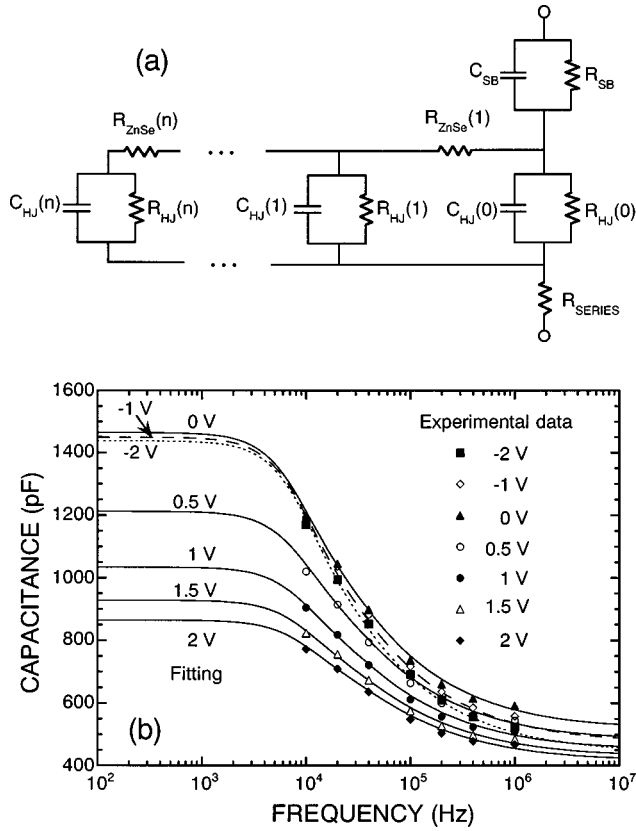 (a)
C_SB
R_SB
R_ZnSe(n)
R_ZnSe(1)
...
C_HJ(n)
R_HJ(n)
C_HJ(1)
R_HJ(1)
C_HJ(0)
R_HJ(0)
...
R_SERIES
1600
1400
1200
1000
800
600
400
CAPACITANCE (pF)
-1 V
0 V
-2 V
0.5 V
1 V
1.5 V
2 V
Fitting
(b)
Experimental data
-2 V
-1 V
0 V
0.5 V
1 V
1.5 V
2 V
10^2
10^3
10^4
10^5
10^6
10^7
FREQUENCY (Hz)